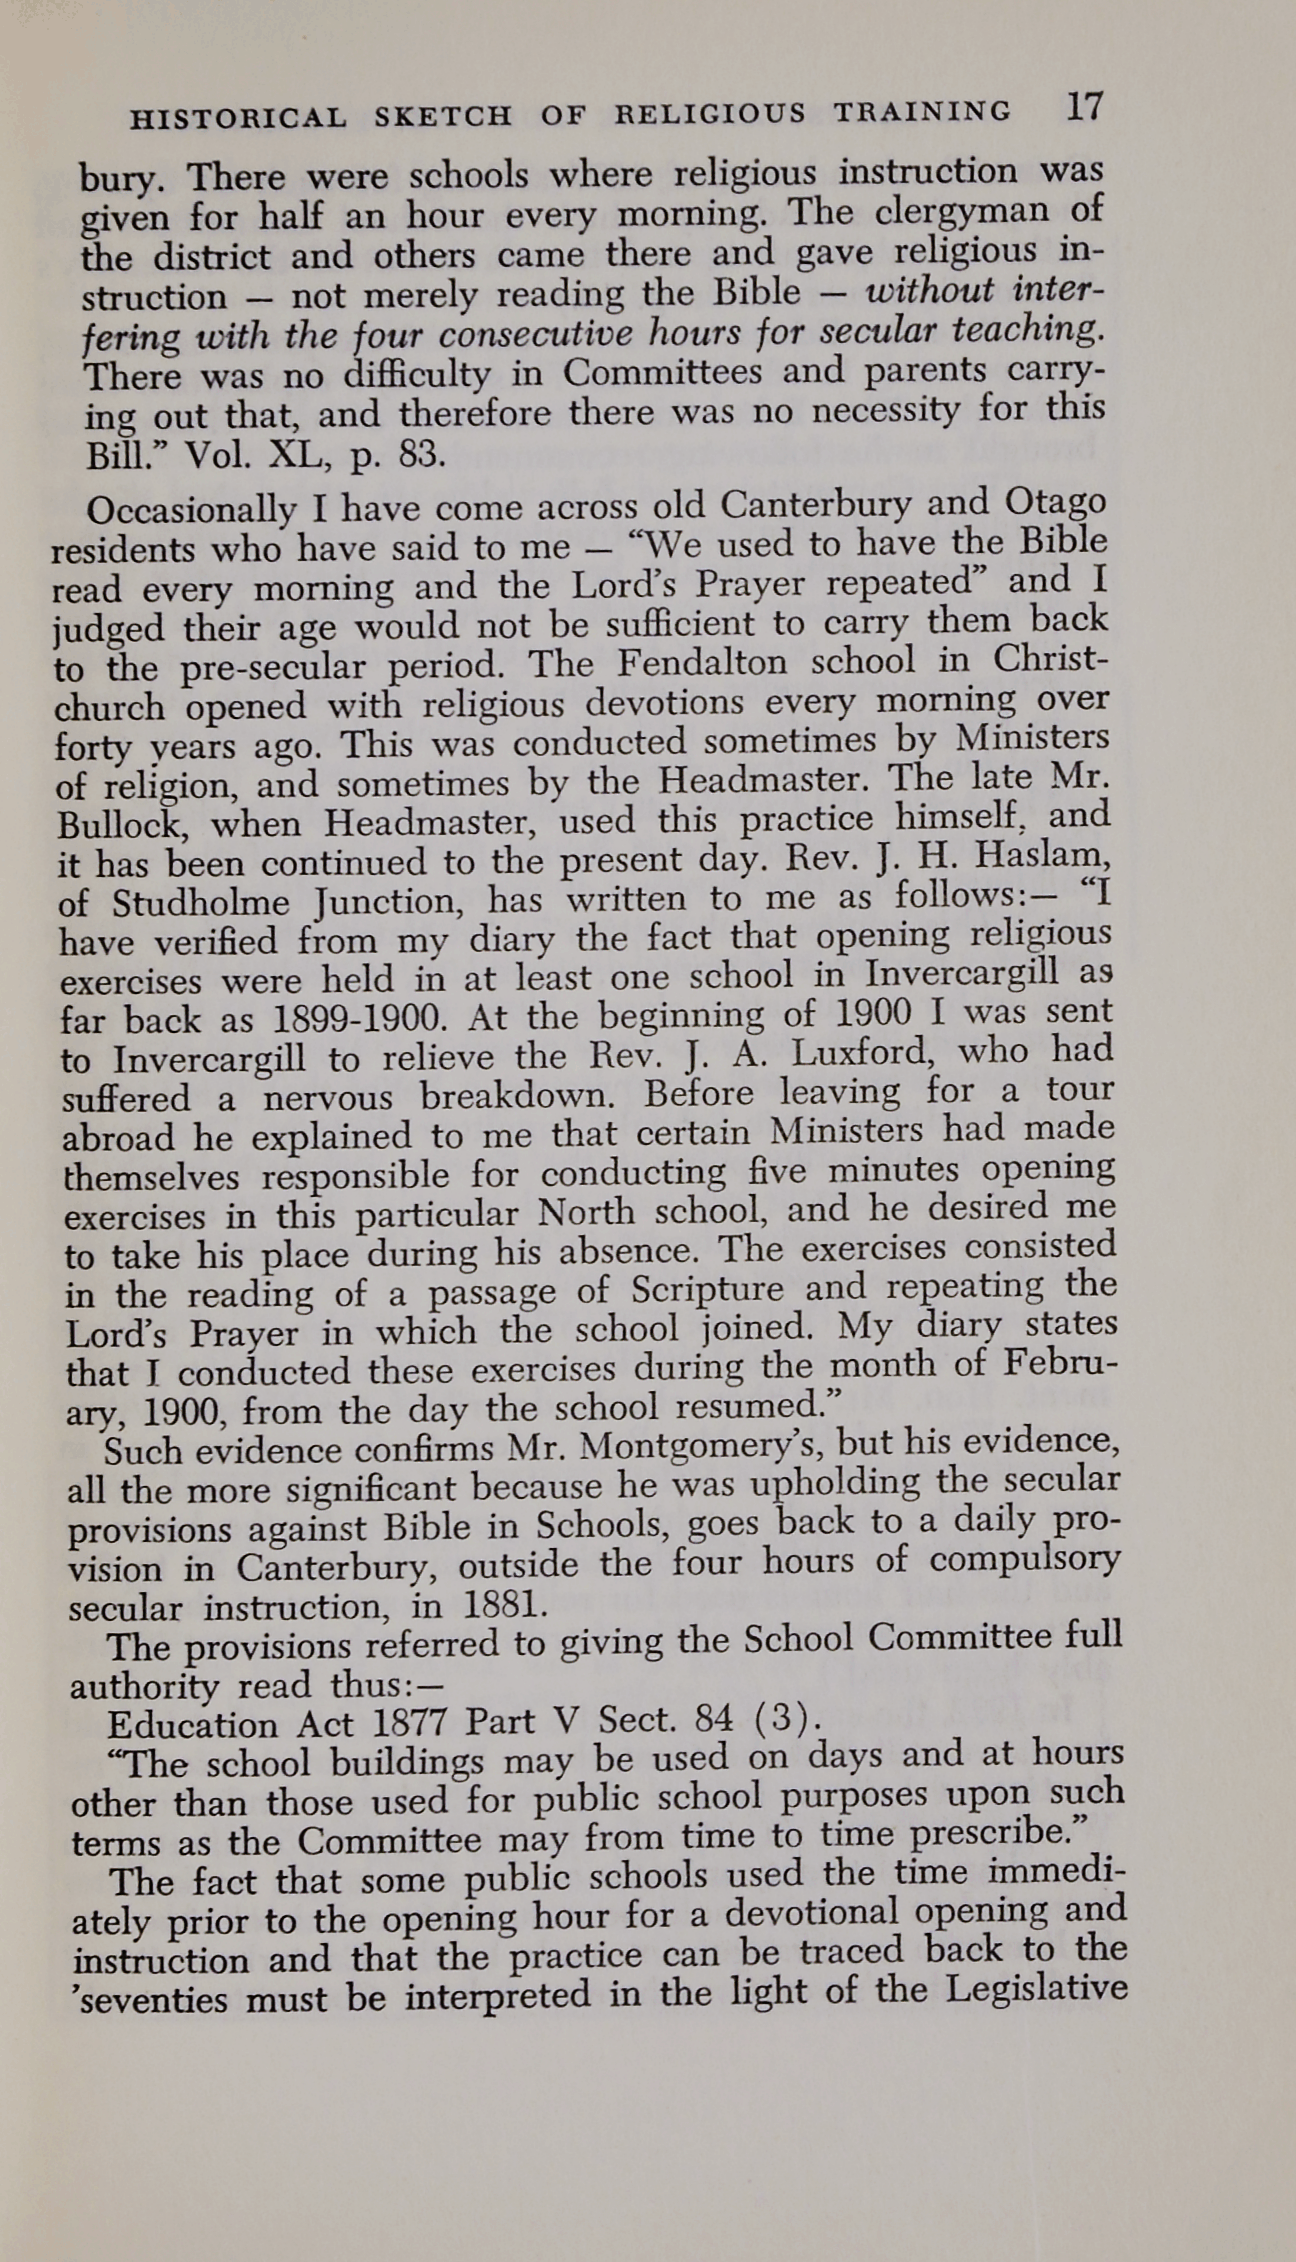 HISTORICAL SKETCH OF RELIGIOUS TRAINING 17
bury. There were schools where religious instruction was
given for half an hour every morning. The clergyman of
the district and others came there and gave religious in-
struction — not merely reading the Bible — without inter-
fering with the four consecutive hours for secular teaching.
There was no difficulty in Committees and parents carry-
ing out that, and therefore there was no necessity for this
Bill.” Vol. XL, p. 83.
Occasionally I have come across old Canterbury and Otago
residents who have said to me — “We used to have the Bible
read every morning and the Lord’s Prayer repeated” and I
judged their age would not be sufficient to carry them back
to the pre-secular period. The Fendalton school in Christ-
church opened with religious devotions every morning over
forty years ago. This was conducted sometimes by Ministers
of religion, and sometimes by the Headmaster. The late Mr.
Bullock, when Headmaster, used this practice himself, and
it has been continued to the present day. Rev. J. H. Haslam,
of Studholme Junction, has written to me as follows:— “I
have verified from my diary the fact that opening religious
exercises were held in at least one school in Invercargill as
far back as 1899-1900. At the beginning of 1900 I was sent
to Invercargill to relieve the Rev. J. A. Luxford, who had
suffered a nervous breakdown. Before leaving for a tour
abroad he explained to me that certain Ministers had made
themselves responsible for conducting five minutes opening
exercises in this particular North school, and he desired me
to take his place during his absence. The exercises consisted
in the reading of a passage of Scripture and repeating the
Lord’s Prayer in which the school joined. My diary states
that I conducted these exercises during the month of Febru-
ary, 1900, from the day the school resumed.”
Such evidence confirms Mr. Montgomery’s, but his evidence,
all the more significant because he was upholding the secular
provisions against Bible in Schools, goes back to a daily pro-
vision in Canterbury, outside the four hours of compulsory
secular instruction, in 1881.
The provisions referred to giving the School Committee full
authority read thus:—
Education Act 1877 Part V Sect. 84 (3).
“The school buildings may be used on days and at hours
other than those used for public school purposes upon such
terms as the Committee may from time to time prescribe.”
The fact that some public schools used the time immedi-
ately prior to the opening hour for a devotional opening and
instruction and that the practice can be traced back to the
’seventies must be interpreted in the light of the Legislative